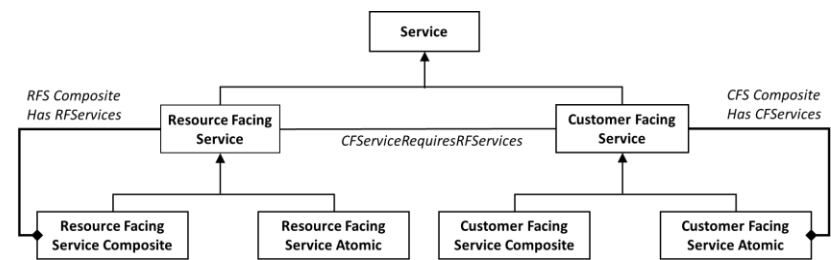 Service
RFS Composite
Has RFServices
CFS Composite
Has CFServices
Resource Facing
Service
CFServiceRequiresRFServices
Customer Facing
Service
Resource Facing
Service Composite
Resource Facing
Service Atomic
Customer Facing
Service Composite
Customer Facing
Service Atomic